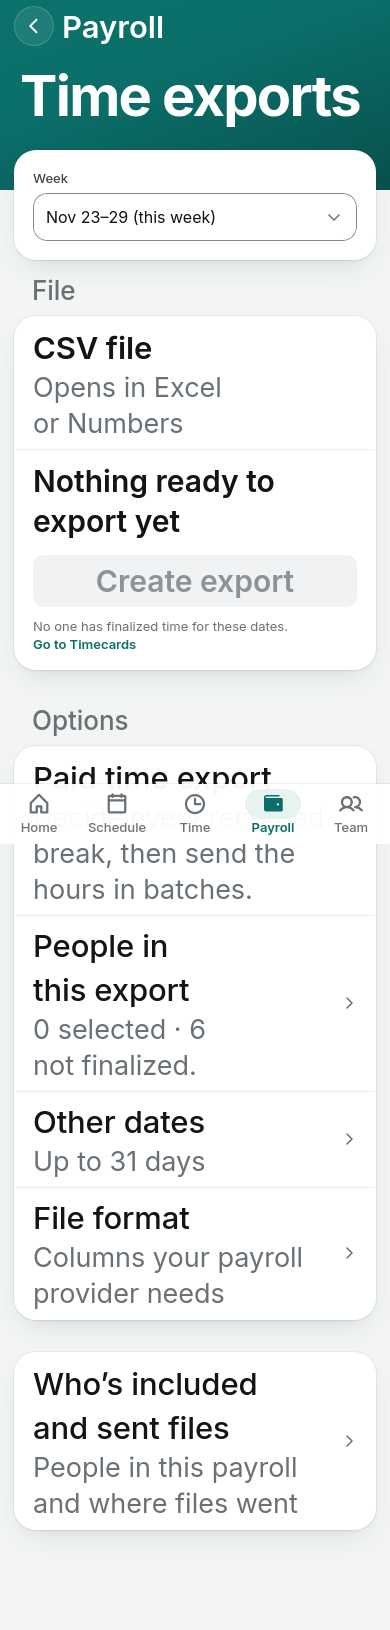 Payroll
Time exports
Week
Nov 23–29 (this week)
File
CSV file
Opens in Excel
or Numbers
Nothing ready to
export yet
Create export
No one has finalized time for these dates.
Go to Timecards
Options
Paid time export
break, then send the
hours in batches.
Home
Schedule
Time
Payroll
Team
People in
this export
0 selected · 6
not finalized.
Other dates
Up to 31 days
File format
Columns your payroll
provider needs
Who’s included
and sent files
People in this payroll
and where files went